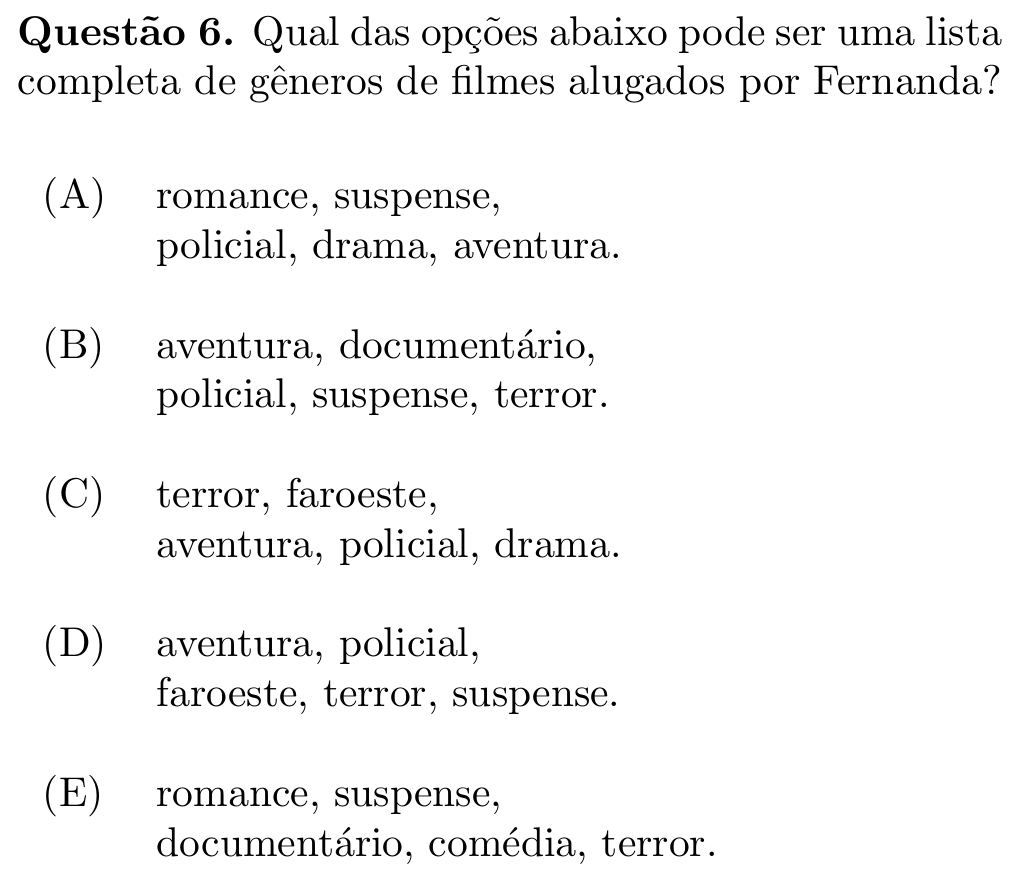 Questão 6. Qual das opções abaixo pode ser uma lista
completa de gêneros de filmes alugados por Fernanda?
(A) romance, suspense,
policial, drama, aventura.
(B) aventura, documentário,
policial, suspense, terror.
(C) terror, faroeste,
aventura, policial, drama.
(D) aventura, policial,
faroeste, terror, suspense.
(E) romance, suspense,
documentário, comédia, terror.